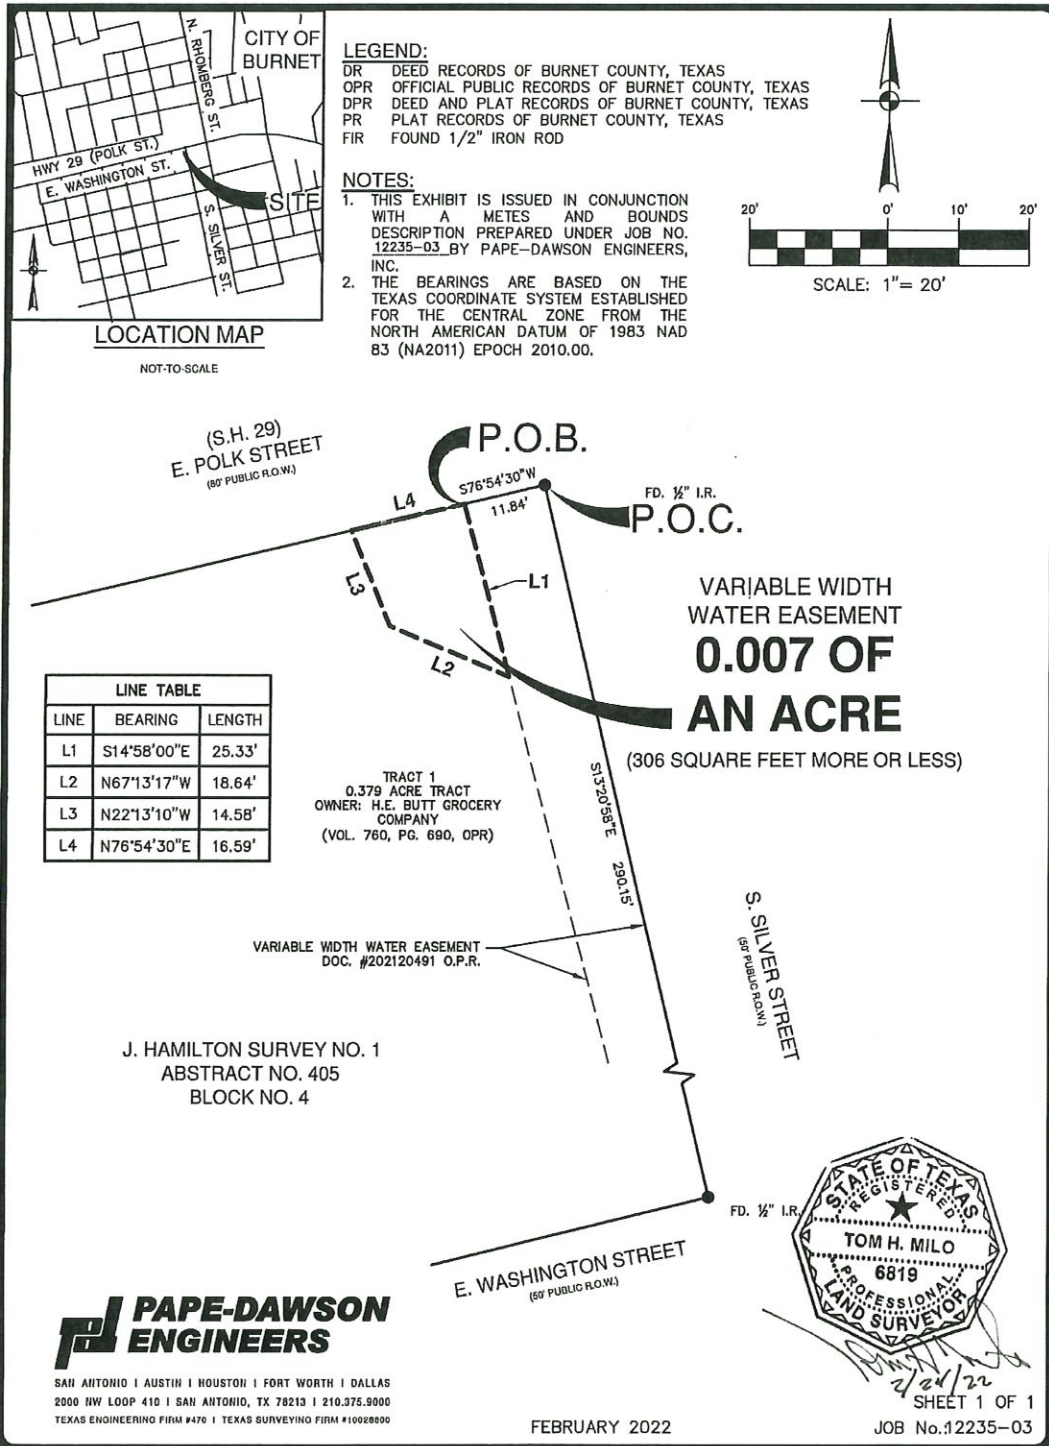 CITY OF
BURNET
N. RHOMBERG ST.
HWY 29 (POLK ST.)
E. WASHINGTON ST.
SITE
S. SILVER ST.
LOCATION MAP
NOT-TO-SCALE
LEGEND:
DR DEED RECORDS OF BURNET COUNTY, TEXAS
OPR OFFICIAL PUBLIC RECORDS OF BURNET COUNTY, TEXAS
DPR DEED AND PLAT RECORDS OF BURNET COUNTY, TEXAS
PR PLAT RECORDS OF BURNET COUNTY, TEXAS
FIR FOUND 1/2" IRON ROD
NOTES:
1. THIS EXHIBIT IS ISSUED IN CONJUNCTION
WITH A METES AND BOUNDS
DESCRIPTION PREPARED UNDER JOB NO.
12235-03 BY PAPE-DAWSON ENGINEERS,
INC.
2. THE BEARINGS ARE BASED ON THE
TEXAS COORDINATE SYSTEM ESTABLISHED
FOR THE CENTRAL ZONE FROM THE
NORTH AMERICAN DATUM OF 1983 NAD
83 (NA2011) EPOCH 2010.00.
20' 0' 10' 20'
SCALE: 1"= 20'
(S.H. 29)
E. POLK STREET
(80' PUBLIC R.O.W.)
P.O.B.
S76°54'30"W
11.84'
FD. ½" I.R.
P.O.C.
L4
L3
L1
L2
VARIABLE WIDTH
WATER EASEMENT
0.007 OF
AN ACRE
(306 SQUARE FEET MORE OR LESS)
LINE TABLE
LINE BEARING LENGTH
L1 S14°58'00"E 25.33'
L2 N67°13'17"W 18.64'
L3 N22°13'10"W 14.58'
L4 N76°54'30"E 16.59'
TRACT 1
0.379 ACRE TRACT
OWNER: H.E. BUTT GROCERY
COMPANY
(VOL. 760, PG. 690, OPR)
S13°20'58"E 290.15'
VARIABLE WIDTH WATER EASEMENT
DOC. #202120491 O.P.R.
S. SILVER STREET
(50' PUBLIC R.O.W.)
J. HAMILTON SURVEY NO. 1
ABSTRACT NO. 405
BLOCK NO. 4
FD. ½" I.R.
E. WASHINGTON STREET
(50' PUBLIC R.O.W.)
STATE OF TEXAS
REGISTERED
TOM H. MILO
6819
PROFESSIONAL
LAND SURVEYOR
PAPE-DAWSON
ENGINEERS
SAN ANTONIO | AUSTIN | HOUSTON | FORT WORTH | DALLAS
2000 NW LOOP 410 | SAN ANTONIO, TX 78213 | 210.375.9000
TEXAS ENGINEERING FIRM #470 | TEXAS SURVEYING FIRM #10028800
FEBRUARY 2022
SHEET 1 OF 1
JOB No.:12235-03